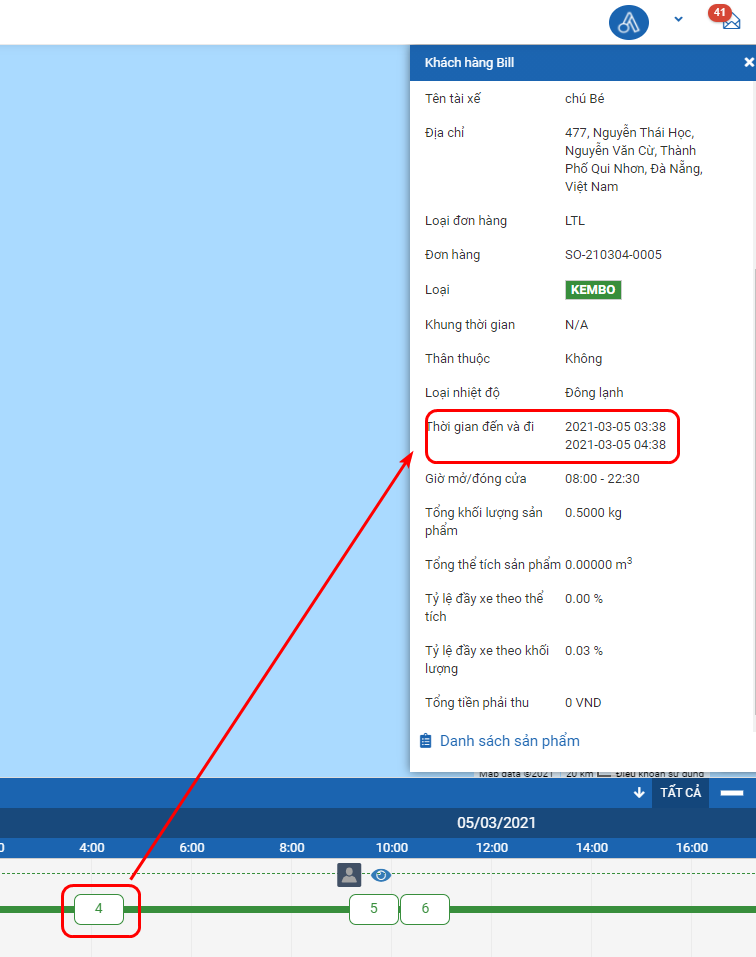 41
Khách hàng Bill
Tên tài xế chú Bé
Địa chỉ 477, Nguyễn Thái Học,
Nguyễn Văn Cừ, Thành
Phố Qui Nhơn, Đà Nẵng,
Việt Nam
Loại đơn hàng LTL
Đơn hàng SO-210304-0005
Loại KEMBO
Khung thời gian N/A
Thân thuộc Không
Loại nhiệt độ Đông lạnh
Thời gian đến và đi 2021-03-05 03:38
2021-03-05 04:38
Giờ mở/đóng cửa 08:00 - 22:30
Tổng khối lượng sản 0.5000 kg
phẩm
Tổng thể tích sản phẩm 0.00000 m³
Tỷ lệ đầy xe theo thể 0.00 %
tích
Tỷ lệ đầy xe theo khối 0.03 %
lượng
Tổng tiền phải thu 0 VND
Danh sách sản phẩm
Map data ©2021 20 km Điều khoản sử dụng
TẤT CẢ
05/03/2021
0 4:00 6:00 8:00 10:00 12:00 14:00 16:00
4 5 6